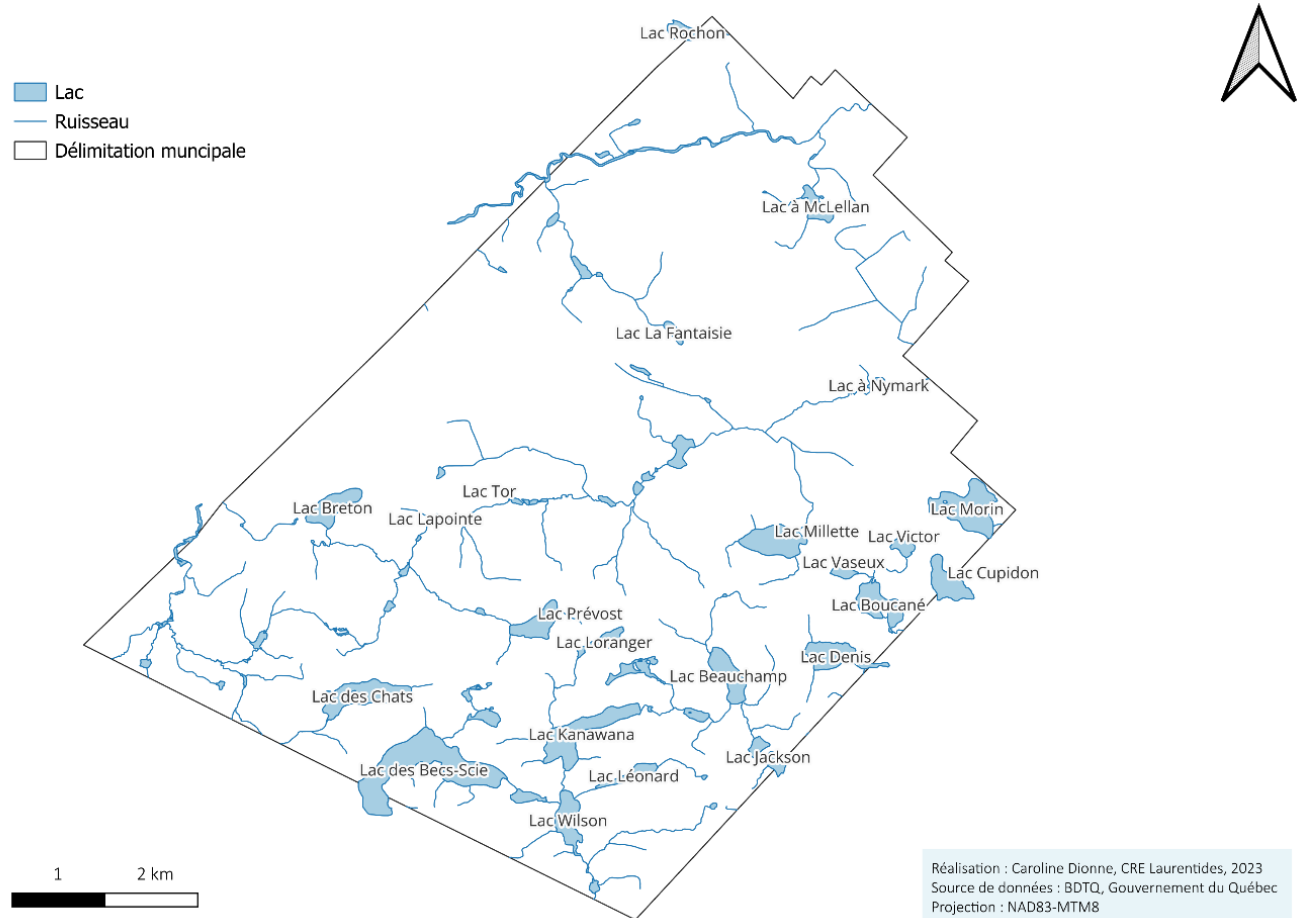 Lac Rochon
Lac
Ruisseau
Délimitation muncipale
Lac à McLellan
Lac La Fantaisie
Lac à Nymark
Lac Tor
Lac Breton
Lac Lapointe
Lac Morin
Lac Millette
Lac Victor
Lac Vaseux
Lac Cupidon
Lac Boucané
Lac Prévost
Lac Loranger
Lac Denis
Lac Beauchamp
Lac des Chats
Lac Kanawana
Lac Jackson
Lac des Becs-Scie
Lac Léonard
Lac Wilson
1 2 km
Réalisation : Caroline Dionne, CRE Laurentides, 2023
Source de données : BDTQ, Gouvernement du Québec
Projection : NAD83-MTM8